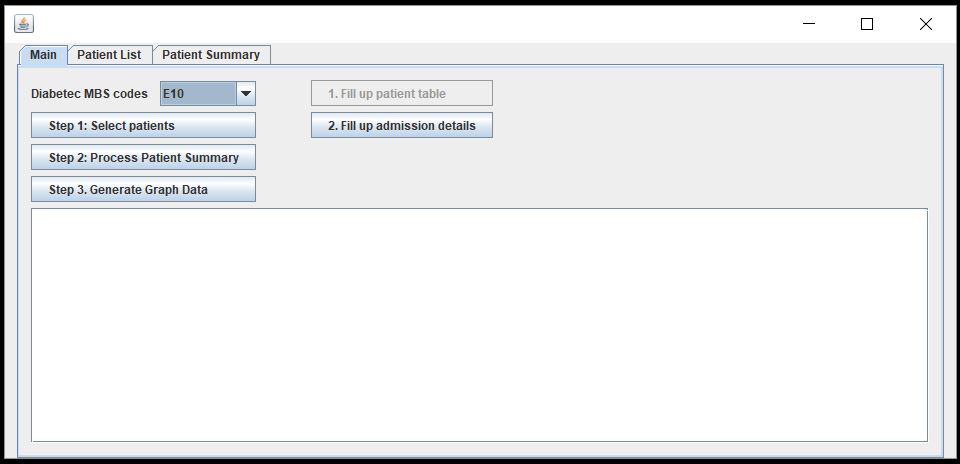 Main Patient List Patient Summary
Diabetec MBS codes E10 1. Fill up patient table
Step 1: Select patients 2. Fill up admission details
Step 2: Process Patient Summary
Step 3. Generate Graph Data